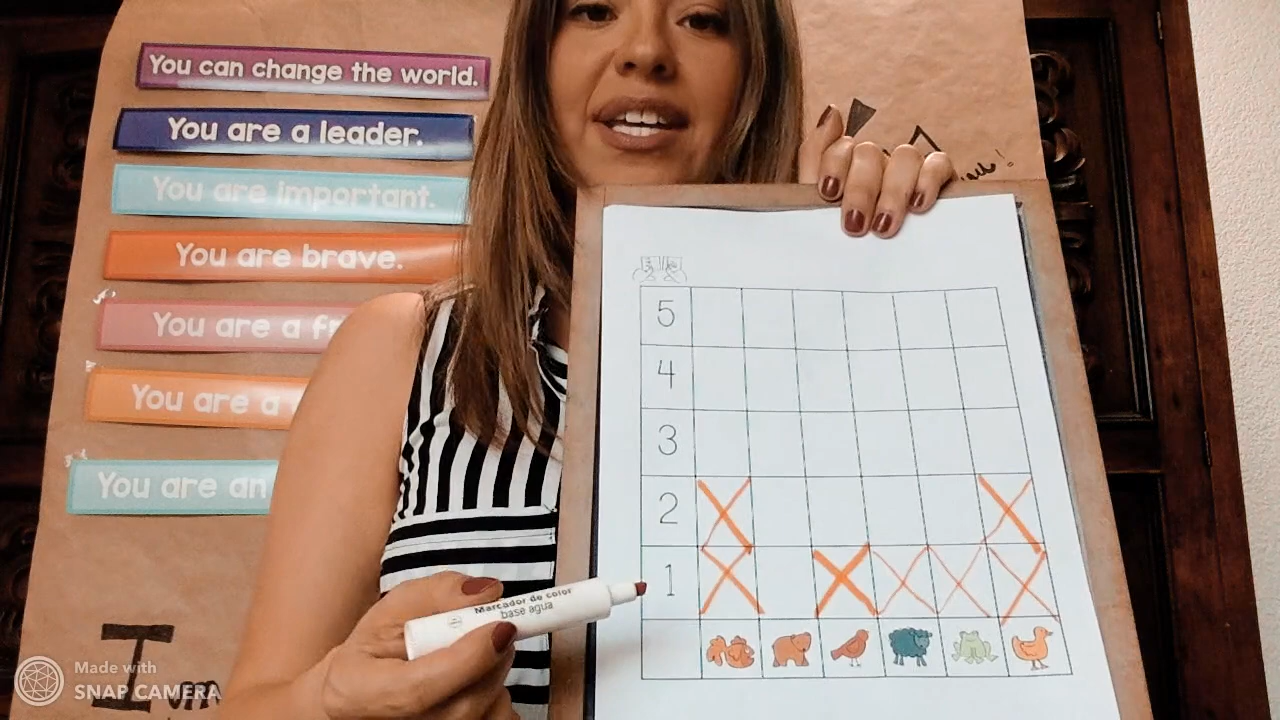 You can change the world.
You are a leader.
You are important.
You are brave.
You are a
You are a
You are an
I am
5
4
3
2
1
Marcador de color
base agua
Made with
SNAP CAMERA